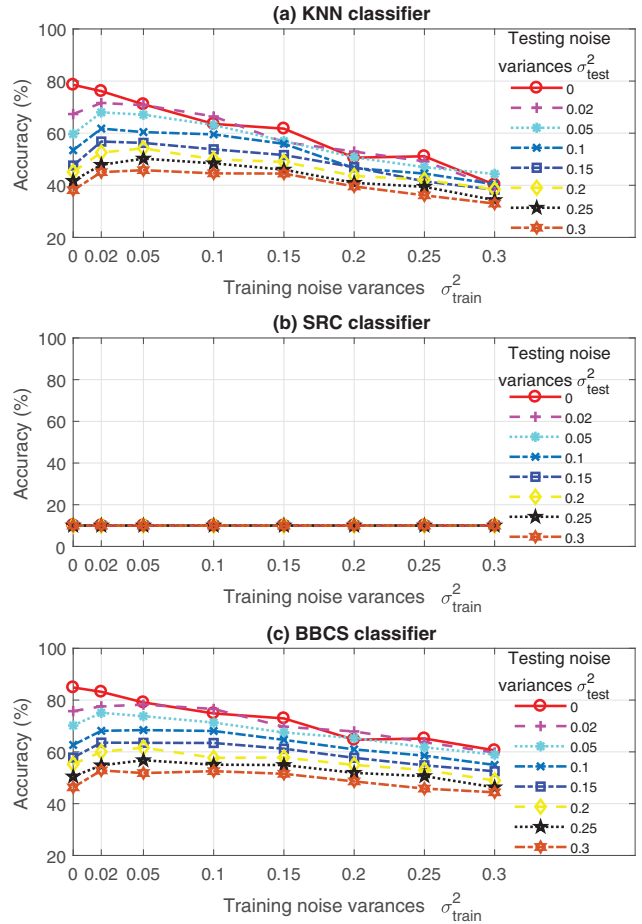 (a) KNN classifier
Accuracy (%)
100
80
60
40
20
0 0.02 0.05 0.1 0.15 0.2 0.25 0.3
Training noise varances σ²train
Testing noise
variances σ²test
0
0.02
0.05
0.1
0.15
0.2
0.25
0.3
(b) SRC classifier
Accuracy (%)
100
80
60
40
20
0
0 0.02 0.05 0.1 0.15 0.2 0.25 0.3
Training noise varances σ²train
Testing noise
variances σ²test
0
0.02
0.05
0.1
0.15
0.2
0.25
0.3
(c) BBCS classifier
Accuracy (%)
100
80
60
40
20
0 0.02 0.05 0.1 0.15 0.2 0.25 0.3
Training noise varances σ²train
Testing noise
variances σ²test
0
0.02
0.05
0.1
0.15
0.2
0.25
0.3